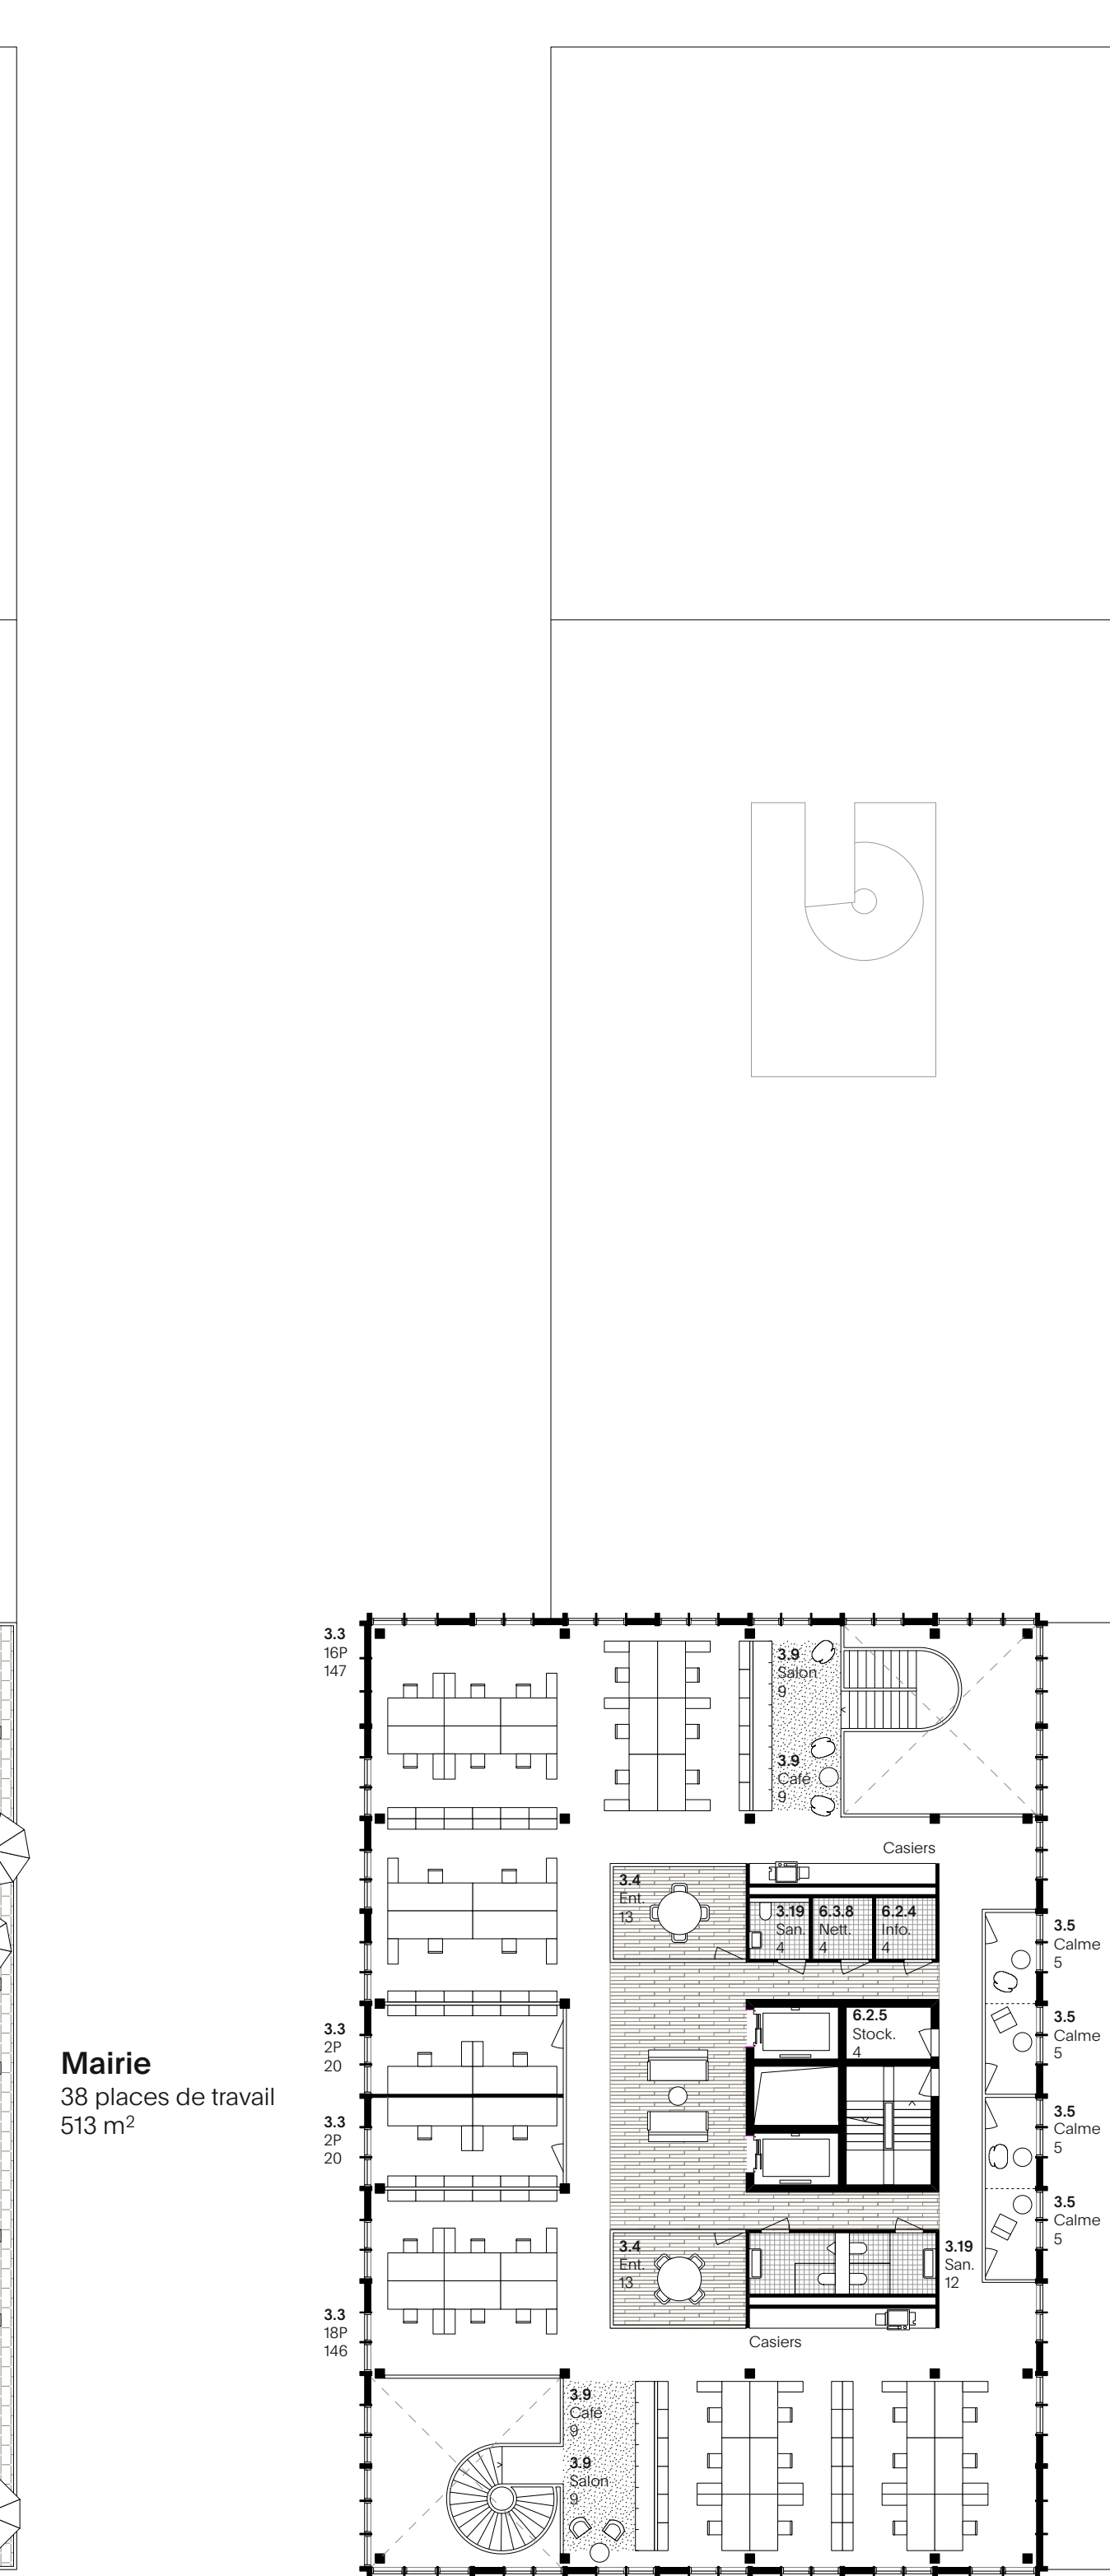 3.3
16P
147
3.9
Salon
9
3.9
Café
9
Casiers
3.4
Ent.
13
3.19
San.
4
6.3.8
Nett.
4
6.2.4
Info.
4
3.5
Calme
5
6.2.5
Stock.
4
3.5
Calme
5
3.3
2P
20
Mairie
38 places de travail
513 m²
3.3
2P
20
3.5
Calme
5
3.5
Calme
5
3.4
Ent.
13
3.19
San.
12
3.3
18P
146
Casiers
3.9
Café
9
3.9
Salon
9